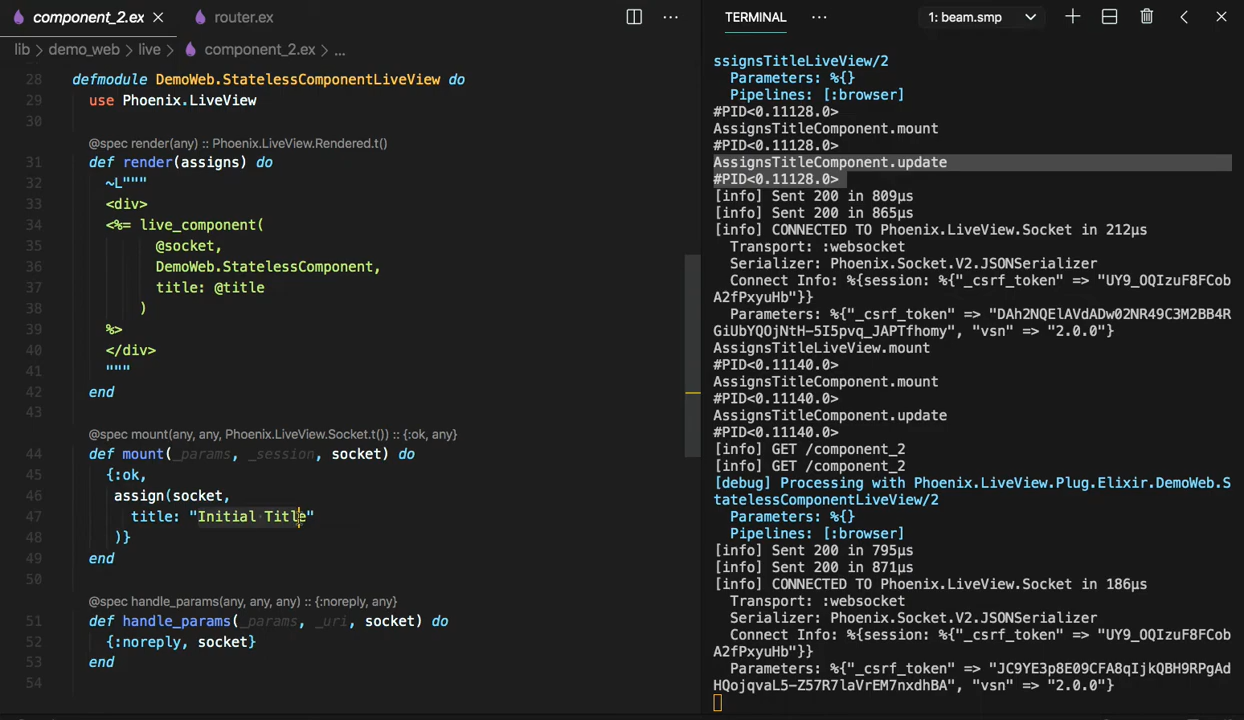 component_2.ex
router.ex
lib > demo_web > live > component_2.ex > ...
28 defmodule DemoWeb.StatelessComponentLiveView do
29 use Phoenix.LiveView
30
@spec render(any) :: Phoenix.LiveView.Rendered.t()
31 def render(assigns) do
32 ~L"""
33 <div>
34 <%= live_component(
35 @socket,
36 DemoWeb.StatelessComponent,
37 title: @title
38 )
39 %>
40 </div>
41 """
42 end
43
@spec mount(any, any, Phoenix.LiveView.Socket.t()) :: {:ok, any}
44 def mount(_params, _session, socket) do
45 {:ok,
46 assign(socket,
47 title: "Initial Title"
48 )}
49 end
50
@spec handle_params(any, any, any) :: {:noreply, any}
51 def handle_params(_params, _uri, socket) do
52 {:noreply, socket}
53 end
54
TERMINAL ... 1: beam.smp
ssignsTitleLiveView/2
Parameters: %{}
Pipelines: [:browser]
#PID<0.11128.0>
AssignsTitleComponent.mount
#PID<0.11128.0>
AssignsTitleComponent.update
#PID<0.11128.0>
[info] Sent 200 in 809µs
[info] Sent 200 in 865µs
[info] CONNECTED TO Phoenix.LiveView.Socket in 212µs
Transport: :websocket
Serializer: Phoenix.Socket.V2.JSONSerializer
Connect Info: %{session: %{"_csrf_token" => "UY9_OQIzuF8FCob
A2fPxyuHb"}}
Parameters: %{"_csrf_token" => "DAh2NQElAVdADw02NR49C3M2BB4R
GiUbYQOjNtH-5I5pvq_JAPTfhomy", "vsn" => "2.0.0"}
AssignsTitleLiveView.mount
#PID<0.11140.0>
AssignsTitleComponent.mount
#PID<0.11140.0>
AssignsTitleComponent.update
#PID<0.11140.0>
[info] GET /component_2
[info] GET /component_2
[debug] Processing with Phoenix.LiveView.Plug.Elixir.DemoWeb.S
tatelessComponentLiveView/2
Parameters: %{}
Pipelines: [:browser]
[info] Sent 200 in 795µs
[info] Sent 200 in 871µs
[info] CONNECTED TO Phoenix.LiveView.Socket in 186µs
Transport: :websocket
Serializer: Phoenix.Socket.V2.JSONSerializer
Connect Info: %{session: %{"_csrf_token" => "UY9_OQIzuF8FCob
A2fPxyuHb"}}
Parameters: %{"_csrf_token" => "JC9YE3p8E09CFA8qIjkQBH9RPgAd
HQojqvaL5-Z57R7laVrEM7nxdhBA", "vsn" => "2.0.0"}